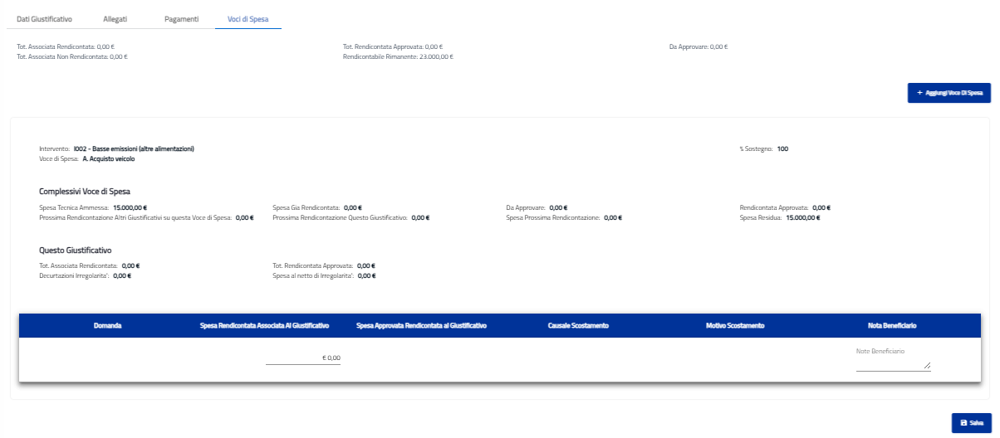 Dati Giustificativo Allegati Pagamenti Voci di Spesa
Tot. Associata Rendicontata: 0,00 € Tot. Rendicontata Approvata: 0,00 € Da Approvare: 0,00 €
Tot. Associata Non Rendicontata: 0,00 € Rendicontabile Rimanente: 23.000,00 €
+ Aggiungi Voce Di Spesa
Intervento: I002 - Basse emissioni (altre alimentazioni) % Sostegno: 100
Voce di Spesa: A. Acquisto veicolo
Complessivi Voce di Spesa
Spesa Tecnica Ammessa: 15.000,00 € Spesa Gia Rendicontata: 0,00 € Da Approvare: 0,00 € Rendicontata Approvata: 0,00 €
Prossima Rendicontazione Altri Giustificativi su questa Voce di Spesa: 0,00 € Prossima Rendicontazione Questo Giustificativo: 0,00 € Spesa Prossima Rendicontazione: 0,00 € Spesa Residua: 15.000,00 €
Questo Giustificativo
Tot. Associata Rendicontata: 0,00 € Tot. Rendicontata Approvata: 0,00 €
Decurtazioni Irregolarita': 0,00 € Spesa al netto di Irregolarita': 0,00 €
Domanda Spesa Rendicontata Associata Al Giustificativo Spesa Approvata Rendicontata al Giustificativo Causale Scostamento Motivo Scostamento Nota Beneficiario
€ 0,00 Note Beneficiario
Salva